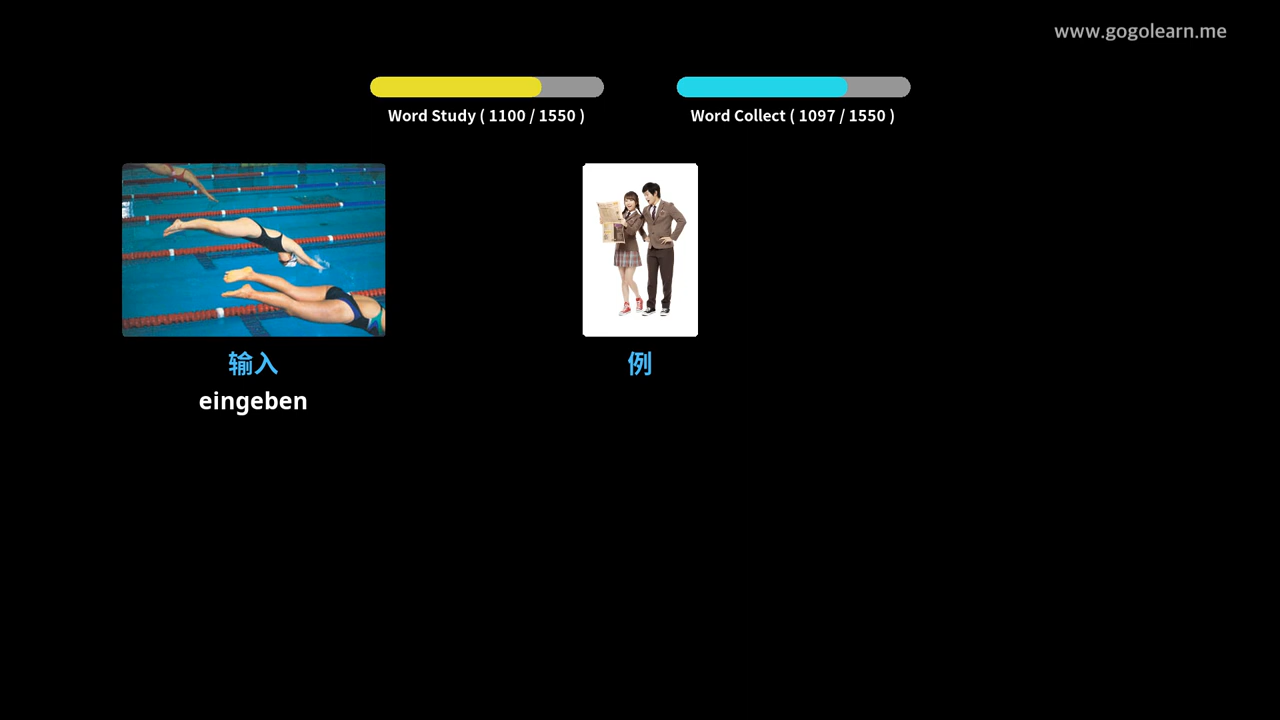 www.gogolearn.me
Word Study ( 1100 / 1550 )
Word Collect ( 1097 / 1550 )
输入
eingeben
例